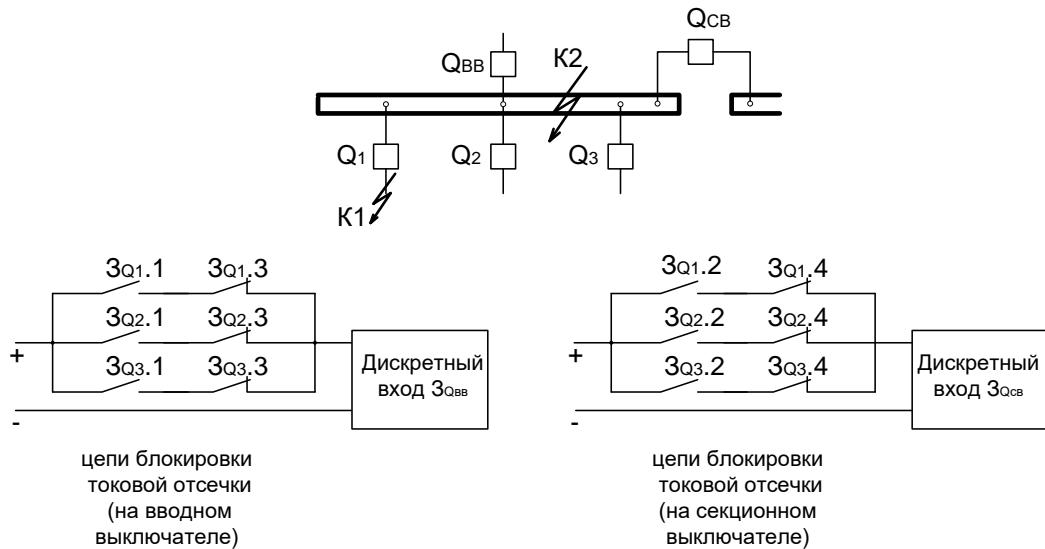 QСВ
QВВ
К2
Q1
Q2
Q3
К1
ЗQ1.1
ЗQ1.3
ЗQ2.1
ЗQ2.3
ЗQ3.1
ЗQ3.3
+
-
Дискретный
вход ЗQвв
цепи блокировки
токовой отсечки
(на вводном
выключателе)
ЗQ1.2
ЗQ1.4
ЗQ2.2
ЗQ2.4
ЗQ3.2
ЗQ3.4
+
-
Дискретный
вход ЗQсв
цепи блокировки
токовой отсечки
(на секционном
выключателе)